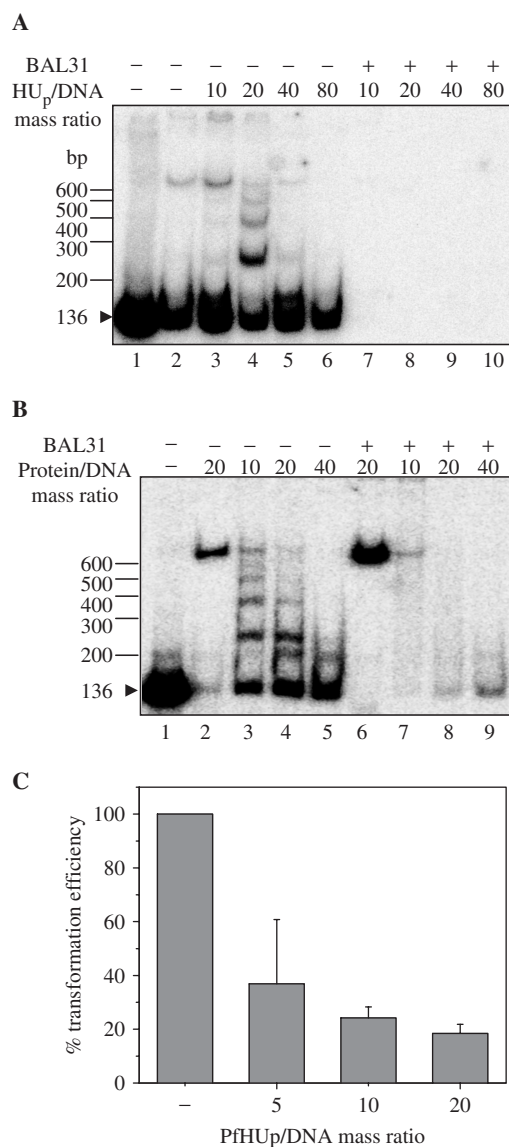 A
BAL31 – – – – – – + + + +
HUp/DNA – – 10 20 40 80 10 20 40 80
mass ratio
bp
600
500
400
300
200
136
1 2 3 4 5 6 7 8 9 10
B
BAL31 – – – – – + + + +
Protein/DNA – 20 10 20 40 20 10 20 40
mass ratio
600
500
400
300
200
136
1 2 3 4 5 6 7 8 9
C
% transformation efficiency
100
80
60
40
20
0
– 5 10 20
PfHUp/DNA mass ratio